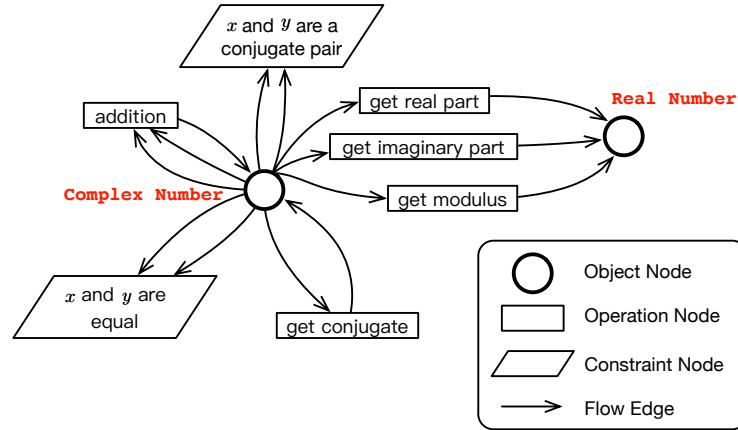 x and y are a
conjugate pair
get real part
Real Number
addition
get imaginary part
Complex Number
get modulus
x and y are
equal
get conjugate
Object Node
Operation Node
Constraint Node
Flow Edge